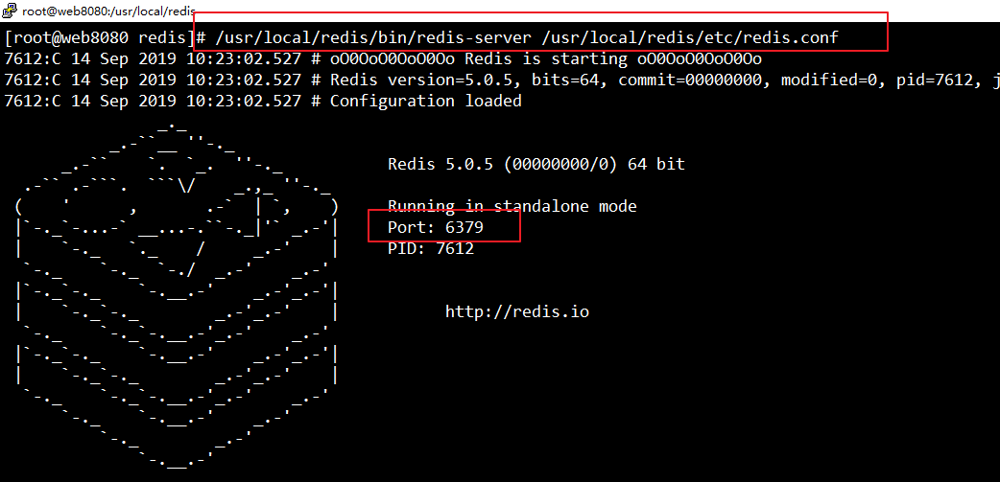 root@web8080:/usr/local/redis
[root@web8080 redis]# /usr/local/redis/bin/redis-server /usr/local/redis/etc/redis.conf
7612:C 14 Sep 2019 10:23:02.527 # oO0OoO0OoO0Oo Redis is starting oO0OoO0OoO0Oo
7612:C 14 Sep 2019 10:23:02.527 # Redis version=5.0.5, bits=64, commit=00000000, modified=0, pid=7612, j
7612:C 14 Sep 2019 10:23:02.527 # Configuration loaded
Redis 5.0.5 (00000000/0) 64 bit
Running in standalone mode
Port: 6379
PID: 7612
http://redis.io